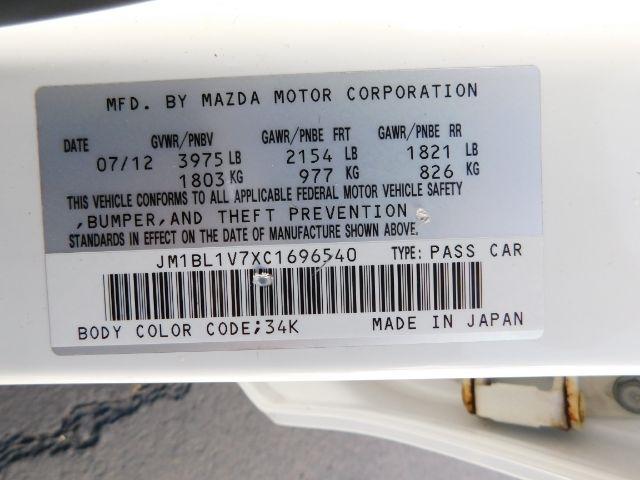 MFD. BY MAZDA MOTOR CORPORATION
DATE GVWR/PNBV GAWR/PNBE FRT GAWR/PNBE RR
07/12 3975 LB 2154 LB 1821 LB
1803 KG 977 KG 826 KG
THIS VEHICLE CONFORMS TO ALL APPLICABLE FEDERAL MOTOR VEHICLE SAFETY
,BUMPER,AND THEFT PREVENTION
STANDARDS IN EFFECT ON THE DATE OF MANUFACTURE SHOWN ABOVE.
JM1BL1V7XC1696540 TYPE: PASS CAR
BODY COLOR CODE;34K MADE IN JAPAN